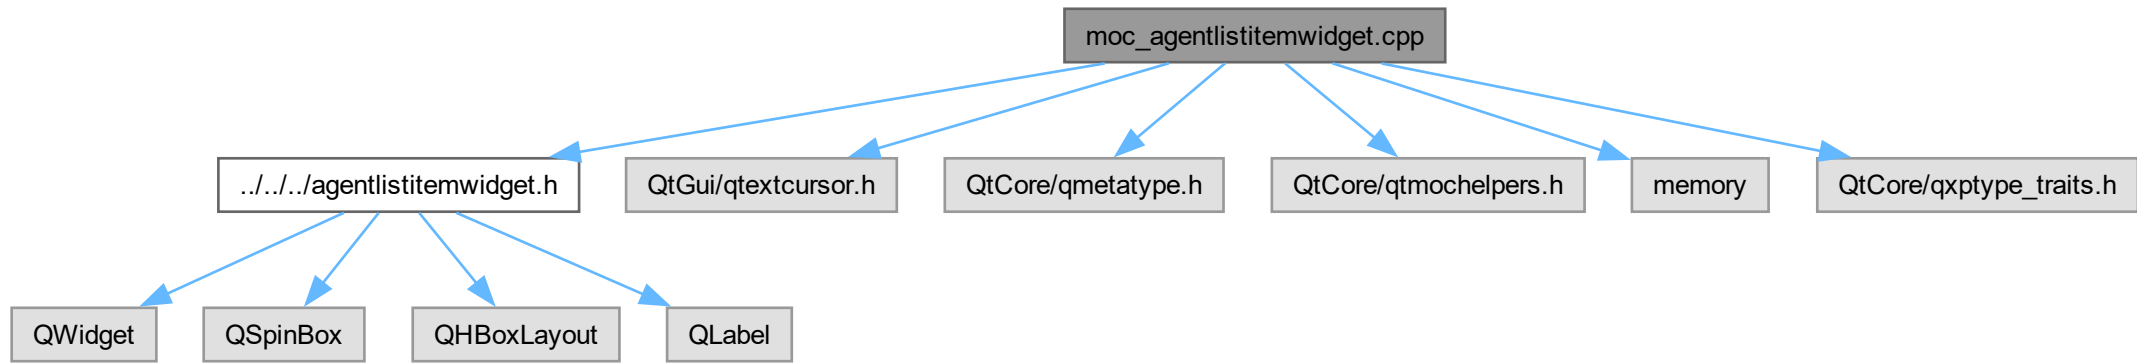 moc_agentlistitemwidget.cpp
../../../agentlistitemwidget.h
QtGui/qtextcursor.h
QtCore/qmetatype.h
QtCore/qtmochelpers.h
memory
QtCore/qxptype_traits.h
QWidget
QSpinBox
QHBoxLayout
QLabel